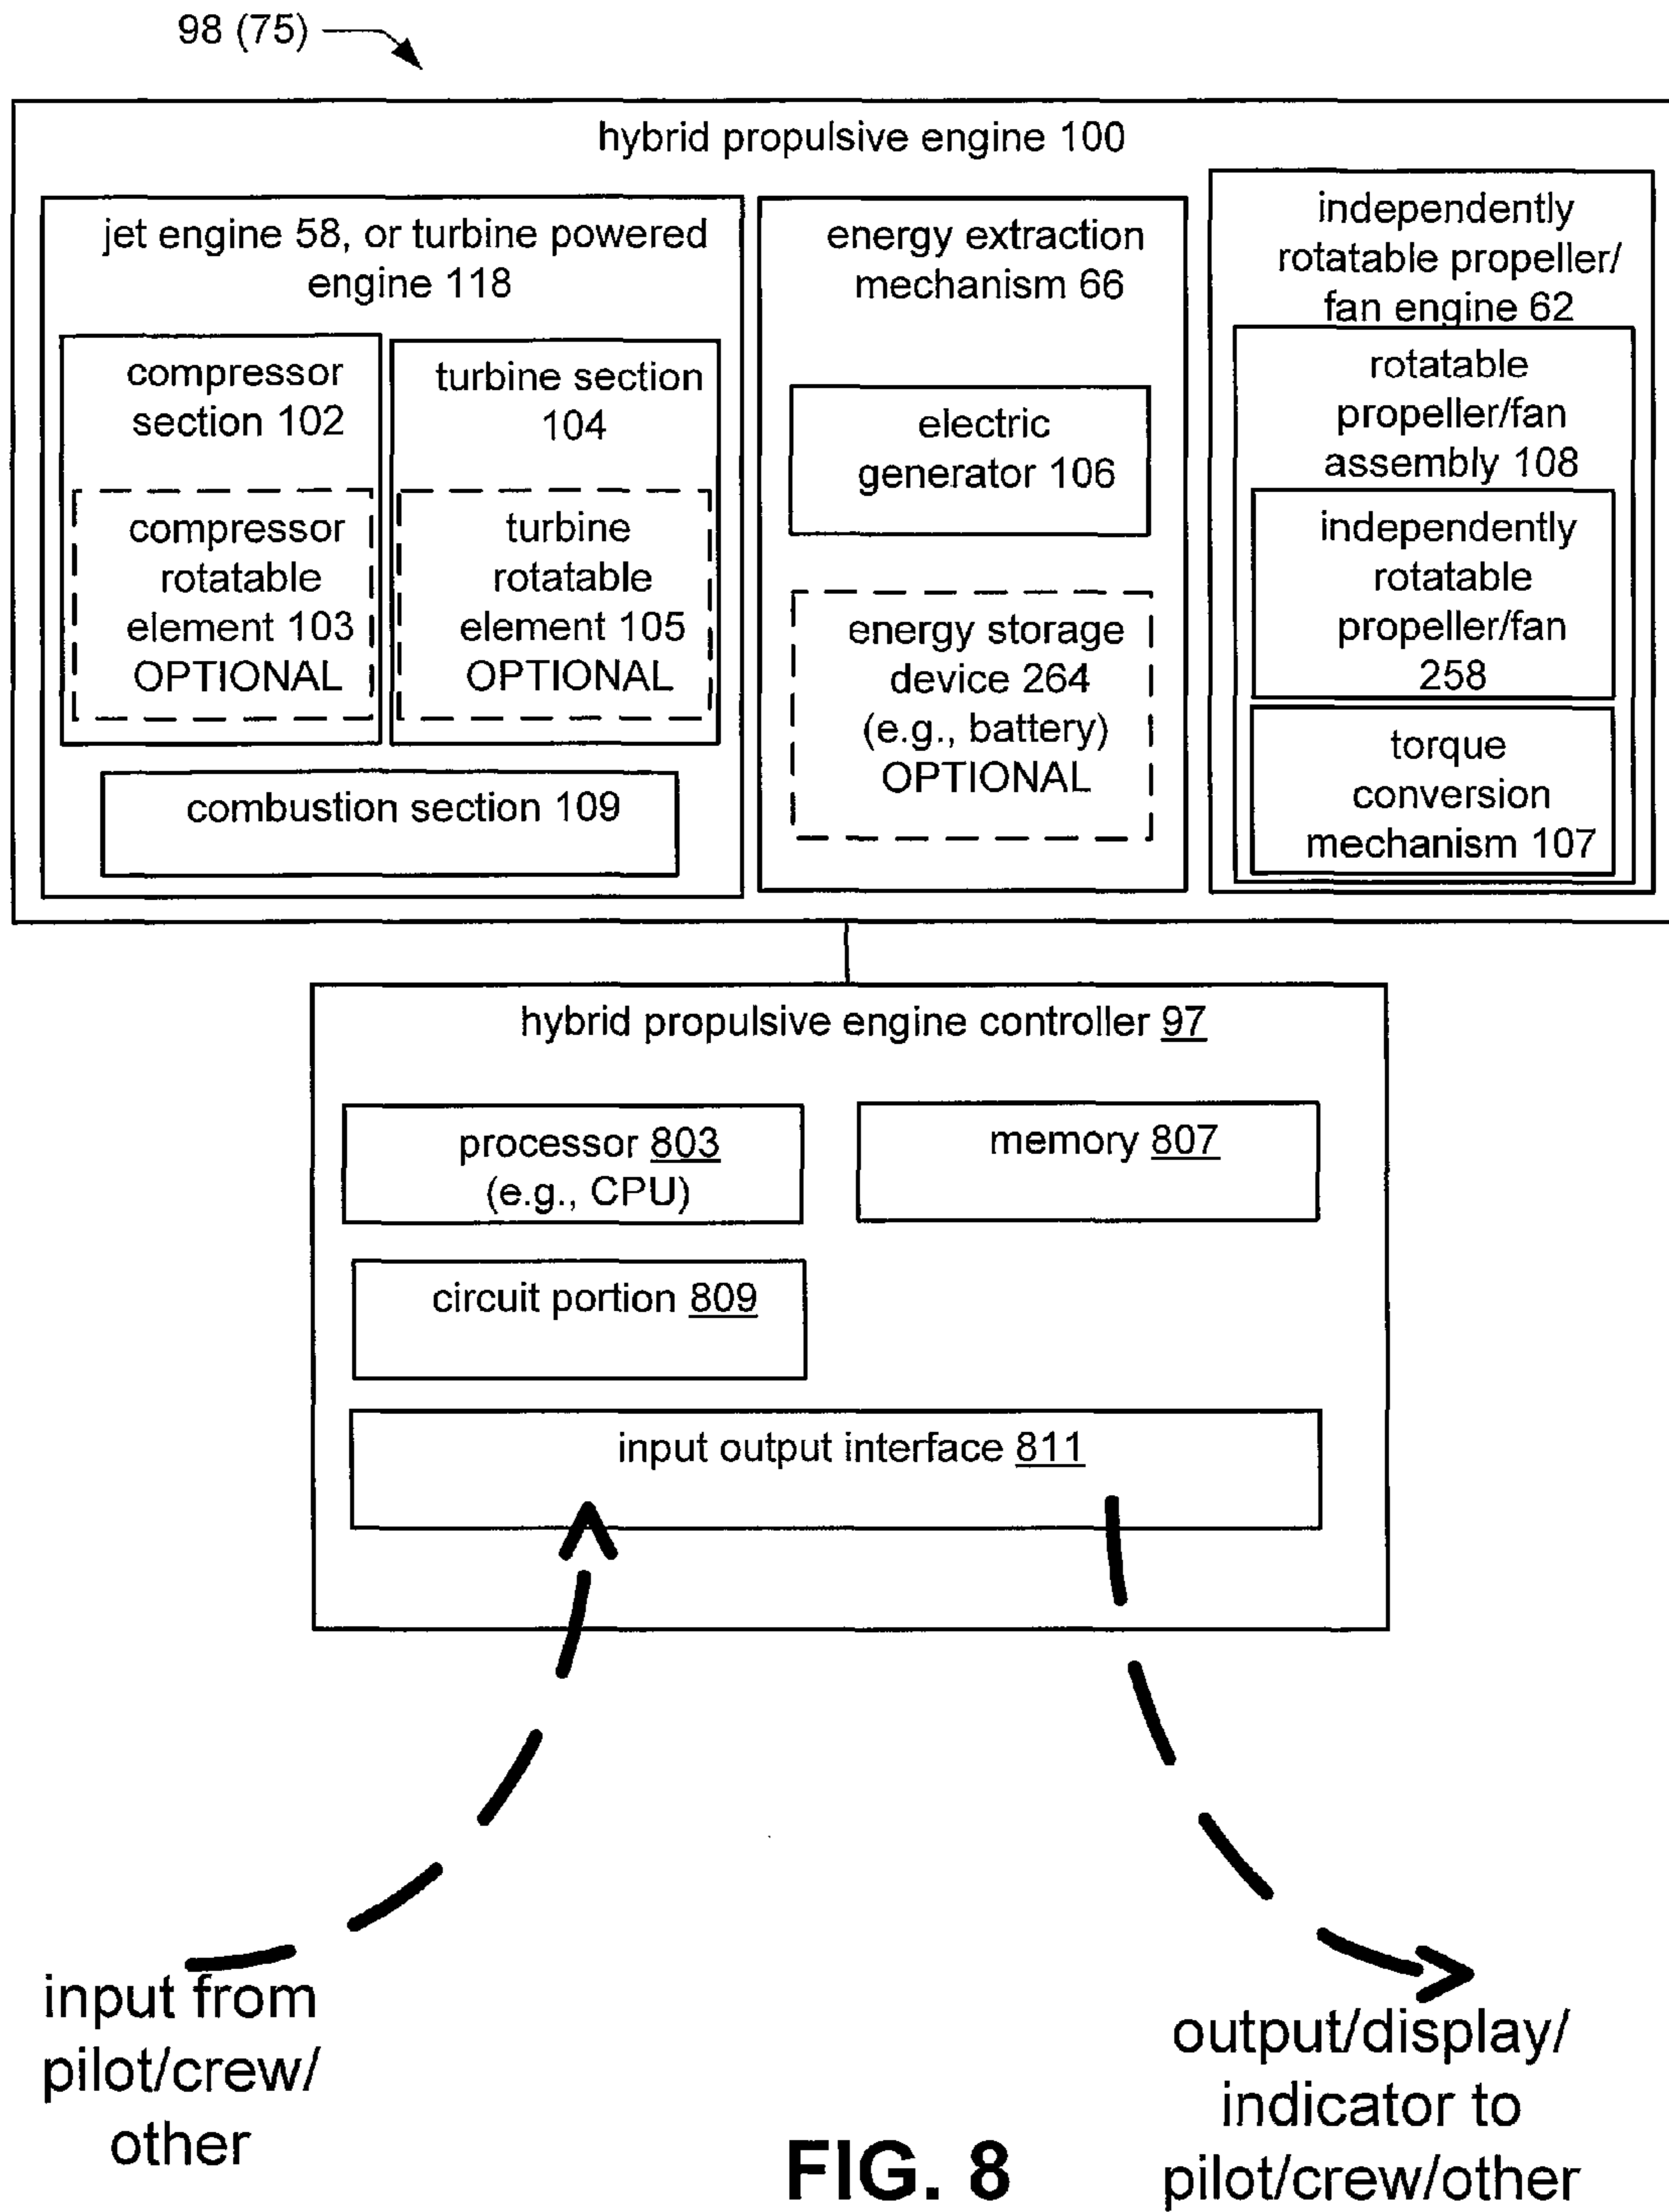 98 (75)
hybrid propulsive engine 100
jet engine 58, or turbine powered
engine 118
compressor
section 102
compressor
rotatable
element 103
OPTIONAL
turbine section
104
turbine
rotatable
element 105
OPTIONAL
combustion section 109
energy extraction
mechanism 66
electric
generator 106
energy storage
device 264
(e.g., battery)
OPTIONAL
independently
rotatable propeller/
fan engine 62
rotatable
propeller/fan
assembly 108
independently
rotatable
propeller/fan
258
torque
conversion
mechanism 107
hybrid propulsive engine controller 97
processor 803
(e.g., CPU)
memory 807
circuit portion 809
input output interface 811
input from
pilot/crew/
other
output/display/
indicator to
pilot/crew/other
FIG. 8